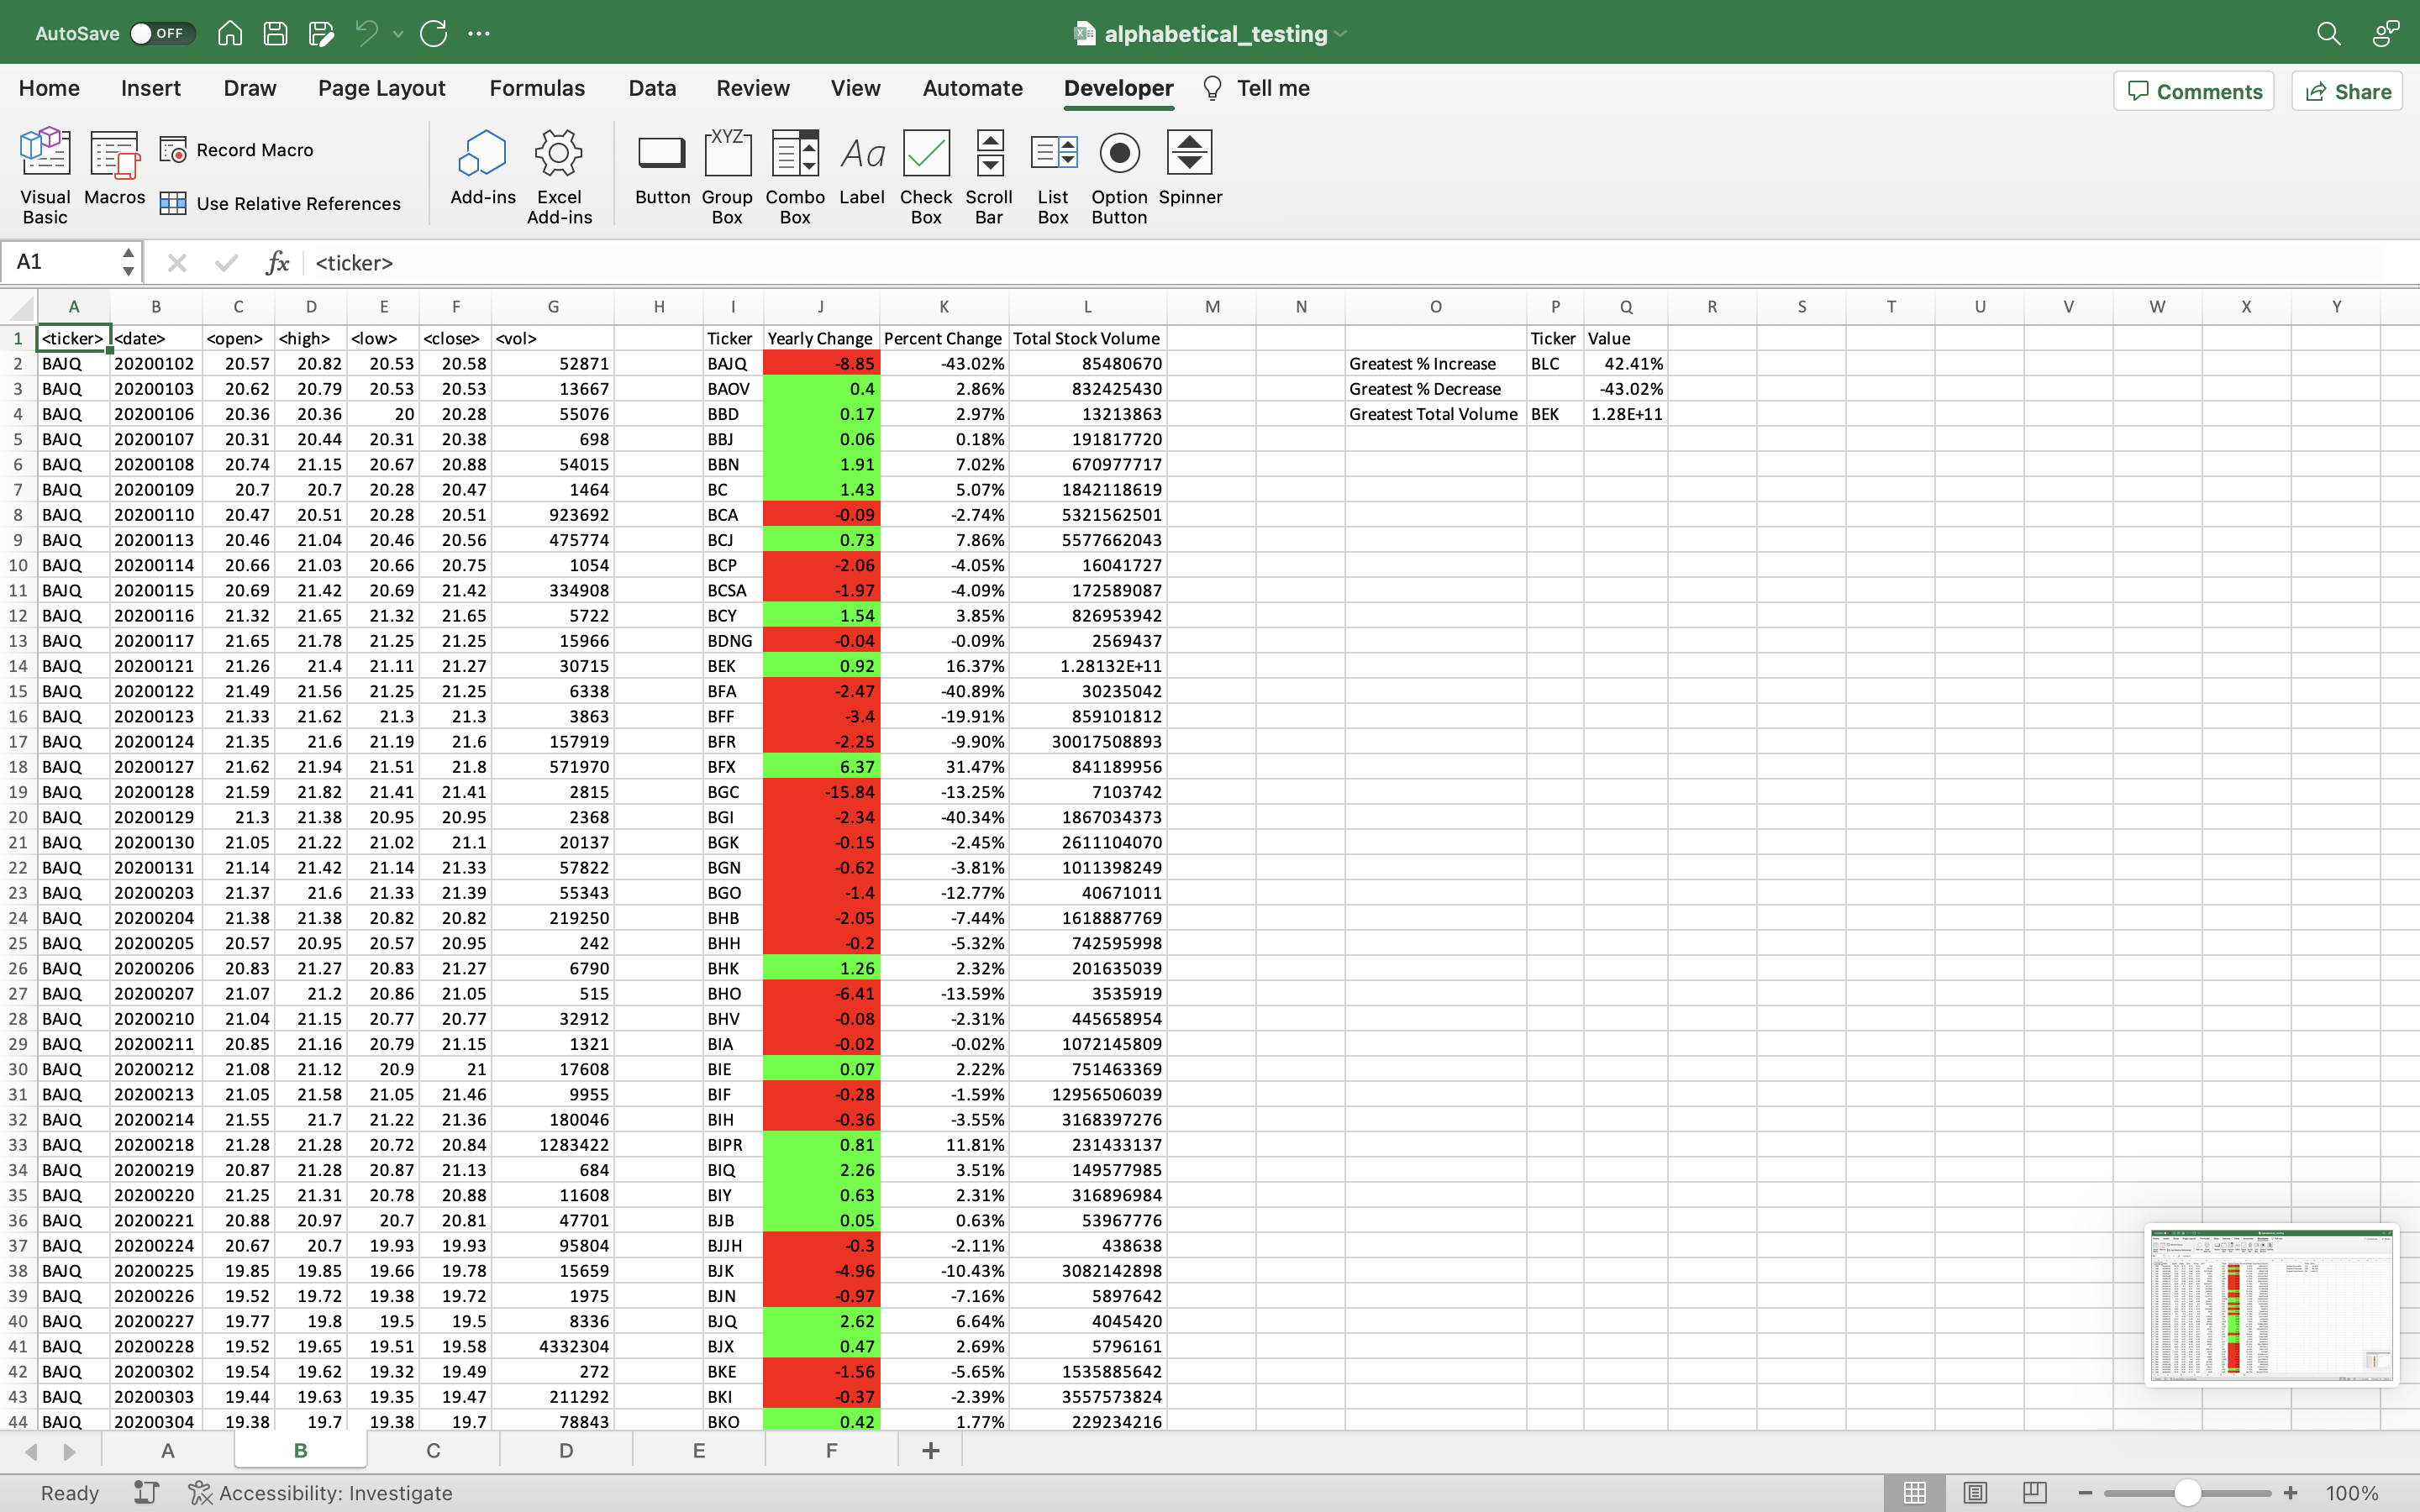 AutoSave OFF alphabetical_testing
Home Insert Draw Page Layout Formulas Data Review View Automate Developer Tell me Comments Share
Visual Basic Macros Record Macro Use Relative References Add-ins Excel Add-ins Button Group Box Combo Box Label Check Box Scroll Bar List Box Option Button Spinner
A1 fx <ticker>
A B C D E F G H I J K L M N O P Q R S T U V W X Y
1 <ticker> <date> <open> <high> <low> <close> <vol> Ticker Yearly Change Percent Change Total Stock Volume Ticker Value
2 BAJQ 20200102 20.57 20.82 20.53 20.58 52871 BAJQ -8.85 -43.02% 85480670 Greatest % Increase BLC 42.41%
3 BAJQ 20200103 20.62 20.79 20.53 20.53 13667 BAOV 0.4 2.86% 832425430 Greatest % Decrease -43.02%
4 BAJQ 20200106 20.36 20.36 20 20.28 55076 BBD 0.17 2.97% 13213863 Greatest Total Volume BEK 1.28E+11
5 BAJQ 20200107 20.31 20.44 20.31 20.38 698 BBJ 0.06 0.18% 191817720
6 BAJQ 20200108 20.74 21.15 20.67 20.88 54015 BBN 1.91 7.02% 670977717
7 BAJQ 20200109 20.7 20.7 20.28 20.47 1464 BC 1.43 5.07% 1842118619
8 BAJQ 20200110 20.47 20.51 20.28 20.51 923692 BCA -0.09 -2.74% 5321562501
9 BAJQ 20200113 20.46 21.04 20.46 20.56 475774 BCJ 0.73 7.86% 5577662043
10 BAJQ 20200114 20.66 21.03 20.66 20.75 1054 BCP -2.06 -4.05% 16041727
11 BAJQ 20200115 20.69 21.42 20.69 21.42 334908 BCSA -1.97 -4.09% 172589087
12 BAJQ 20200116 21.32 21.65 21.32 21.65 5722 BCY 1.54 3.85% 826953942
13 BAJQ 20200117 21.65 21.78 21.25 21.25 15966 BDNG -0.04 -0.09% 2569437
14 BAJQ 20200121 21.26 21.4 21.11 21.27 30715 BEK 0.92 16.37% 1.28132E+11
15 BAJQ 20200122 21.49 21.56 21.25 21.25 6338 BFA -2.47 -40.89% 30235042
16 BAJQ 20200123 21.33 21.62 21.3 21.3 3863 BFF -3.4 -19.91% 859101812
17 BAJQ 20200124 21.35 21.6 21.19 21.6 157919 BFR -2.25 -9.90% 30017508893
18 BAJQ 20200127 21.62 21.94 21.51 21.8 571970 BFX 6.37 31.47% 841189956
19 BAJQ 20200128 21.59 21.82 21.41 21.41 2815 BGC -15.84 -13.25% 7103742
20 BAJQ 20200129 21.3 21.38 20.95 20.95 2368 BGI -2.34 -40.34% 1867034373
21 BAJQ 20200130 21.05 21.22 21.02 21.1 20137 BGK -0.15 -2.45% 2611104070
22 BAJQ 20200131 21.14 21.42 21.14 21.33 57822 BGN -0.62 -3.81% 1011398249
23 BAJQ 20200203 21.37 21.6 21.33 21.39 55343 BGO -1.4 -12.77% 40671011
24 BAJQ 20200204 21.38 21.38 20.82 20.82 219250 BHB -2.05 -7.44% 1618887769
25 BAJQ 20200205 20.57 20.95 20.57 20.95 242 BHH -0.2 -5.32% 742595998
26 BAJQ 20200206 20.83 21.27 20.83 21.27 6790 BHK 1.26 2.32% 201635039
27 BAJQ 20200207 21.07 21.2 20.86 21.05 515 BHO -6.41 -13.59% 3535919
28 BAJQ 20200210 21.04 21.15 20.77 20.77 32912 BHV -0.08 -2.31% 445658954
29 BAJQ 20200211 20.85 21.16 20.79 21.15 1321 BIA -0.02 -0.02% 1072145809
30 BAJQ 20200212 21.08 21.12 20.9 21 17608 BIE 0.07 2.22% 751463369
31 BAJQ 20200213 21.05 21.58 21.05 21.46 9955 BIF -0.28 -1.59% 12956506039
32 BAJQ 20200214 21.55 21.7 21.22 21.36 180046 BIH -0.36 -3.55% 3168397276
33 BAJQ 20200218 21.28 21.28 20.72 20.84 1283422 BIPR 0.81 11.81% 231433137
34 BAJQ 20200219 20.87 21.28 20.87 21.13 684 BIQ 2.26 3.51% 149577985
35 BAJQ 20200220 21.25 21.31 20.78 20.88 11608 BIY 0.63 2.31% 316896984
36 BAJQ 20200221 20.88 20.97 20.7 20.81 47701 BJB 0.05 0.63% 53967776
37 BAJQ 20200224 20.67 20.7 19.93 19.93 95804 BJJH -0.3 -2.11% 438638
38 BAJQ 20200225 19.85 19.85 19.66 19.78 15659 BJK -4.96 -10.43% 3082142898
39 BAJQ 20200226 19.52 19.72 19.38 19.72 1975 BJN -0.97 -7.16% 5897642
40 BAJQ 20200227 19.77 19.8 19.5 19.5 8336 BJQ 2.62 6.64% 4045420
41 BAJQ 20200228 19.52 19.65 19.51 19.58 4332304 BJX 0.47 2.69% 5796161
42 BAJQ 20200302 19.54 19.62 19.32 19.49 272 BKE -1.56 -5.65% 1535885642
43 BAJQ 20200303 19.44 19.63 19.35 19.47 211292 BKI -0.37 -2.39% 3557573824
44 BAJQ 20200304 19.38 19.7 19.38 19.7 78843 BKO 0.42 1.77% 229234216
A B C D E F +
Ready Accessibility: Investigate 100%